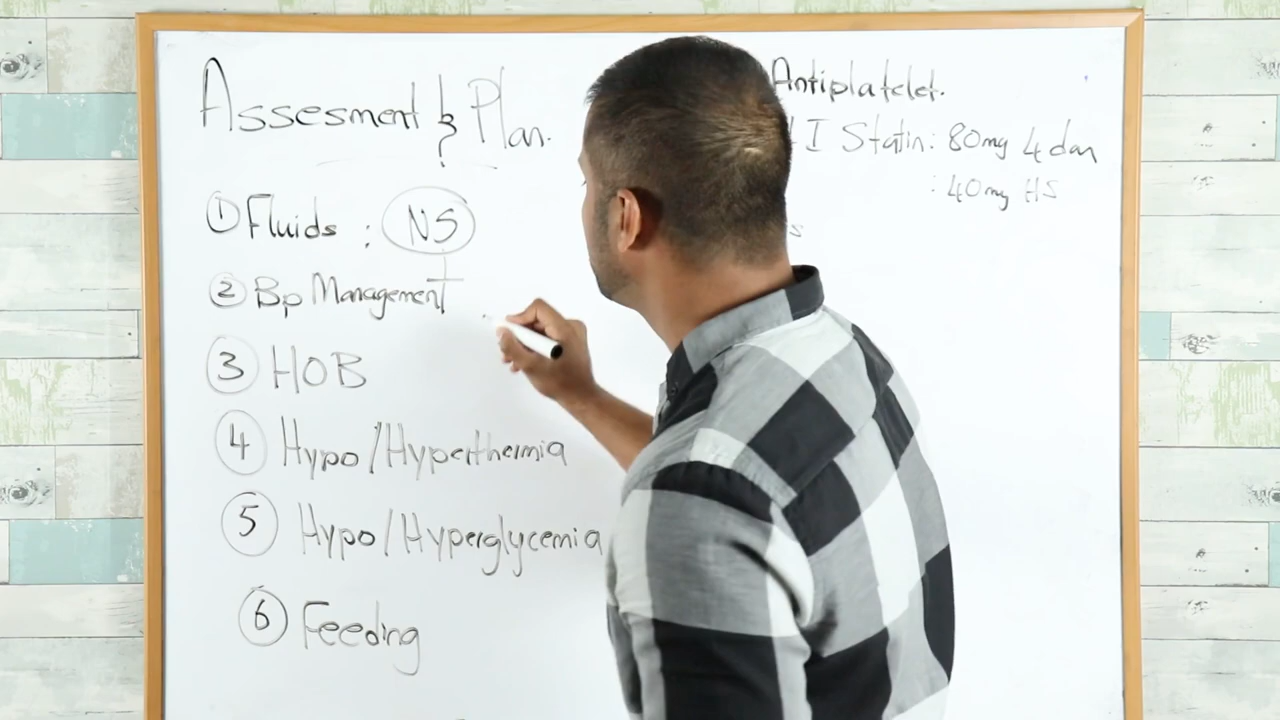 Assesment & Plan.
① Fluids : NS
② Bp Management
③ HOB
④ Hypo/Hyperthermia
⑤ Hypo/Hyperglycemia
⑥ Feeding
Antiplatelet.
I Statin: 80mg 4 dan
: 40mg HS